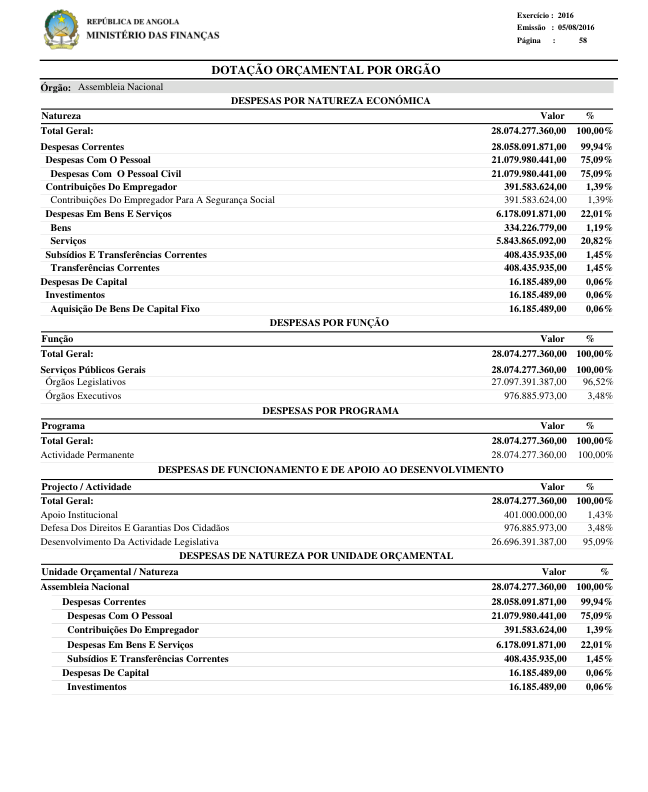 REPÚBLICA DE ANGOLA
MINISTÉRIO DAS FINANÇAS
Exercício : 2016
Emissão : 05/08/2016
Página : 58
DOTAÇÃO ORÇAMENTAL POR ORGÃO
Órgão: Assembleia Nacional
DESPESAS POR NATUREZA ECONÓMICA
Natureza Valor %
Total Geral: 28.074.277.360,00 100,00%
Despesas Correntes 28.058.091.871,00 99,94%
Despesas Com O Pessoal 21.079.980.441,00 75,09%
Despesas Com O Pessoal Civil 21.079.980.441,00 75,09%
Contribuições Do Empregador 391.583.624,00 1,39%
Contribuições Do Empregador Para A Segurança Social 391.583.624,00 1,39%
Despesas Em Bens E Serviços 6.178.091.871,00 22,01%
Bens 334.226.779,00 1,19%
Serviços 5.843.865.092,00 20,82%
Subsídios E Transferências Correntes 408.435.935,00 1,45%
Transferências Correntes 408.435.935,00 1,45%
Despesas De Capital 16.185.489,00 0,06%
Investimentos 16.185.489,00 0,06%
Aquisição De Bens De Capital Fixo 16.185.489,00 0,06%
DESPESAS POR FUNÇÃO
Função Valor %
Total Geral: 28.074.277.360,00 100,00%
Serviços Públicos Gerais 28.074.277.360,00 100,00%
Órgãos Legislativos 27.097.391.387,00 96,52%
Órgãos Executivos 976.885.973,00 3,48%
DESPESAS POR PROGRAMA
Programa Valor %
Total Geral: 28.074.277.360,00 100,00%
Actividade Permanente 28.074.277.360,00 100,00%
DESPESAS DE FUNCIONAMENTO E DE APOIO AO DESENVOLVIMENTO
Projecto / Actividade Valor %
Total Geral: 28.074.277.360,00 100,00%
Apoio Institucional 401.000.000,00 1,43%
Defesa Dos Direitos E Garantias Dos Cidadãos 976.885.973,00 3,48%
Desenvolvimento Da Actividade Legislativa 26.696.391.387,00 95,09%
DESPESAS DE NATUREZA POR UNIDADE ORÇAMENTAL
Unidade Orçamental / Natureza Valor %
Assembleia Nacional 28.074.277.360,00 100,00%
Despesas Correntes 28.058.091.871,00 99,94%
Despesas Com O Pessoal 21.079.980.441,00 75,09%
Contribuições Do Empregador 391.583.624,00 1,39%
Despesas Em Bens E Serviços 6.178.091.871,00 22,01%
Subsídios E Transferências Correntes 408.435.935,00 1,45%
Despesas De Capital 16.185.489,00 0,06%
Investimentos 16.185.489,00 0,06%